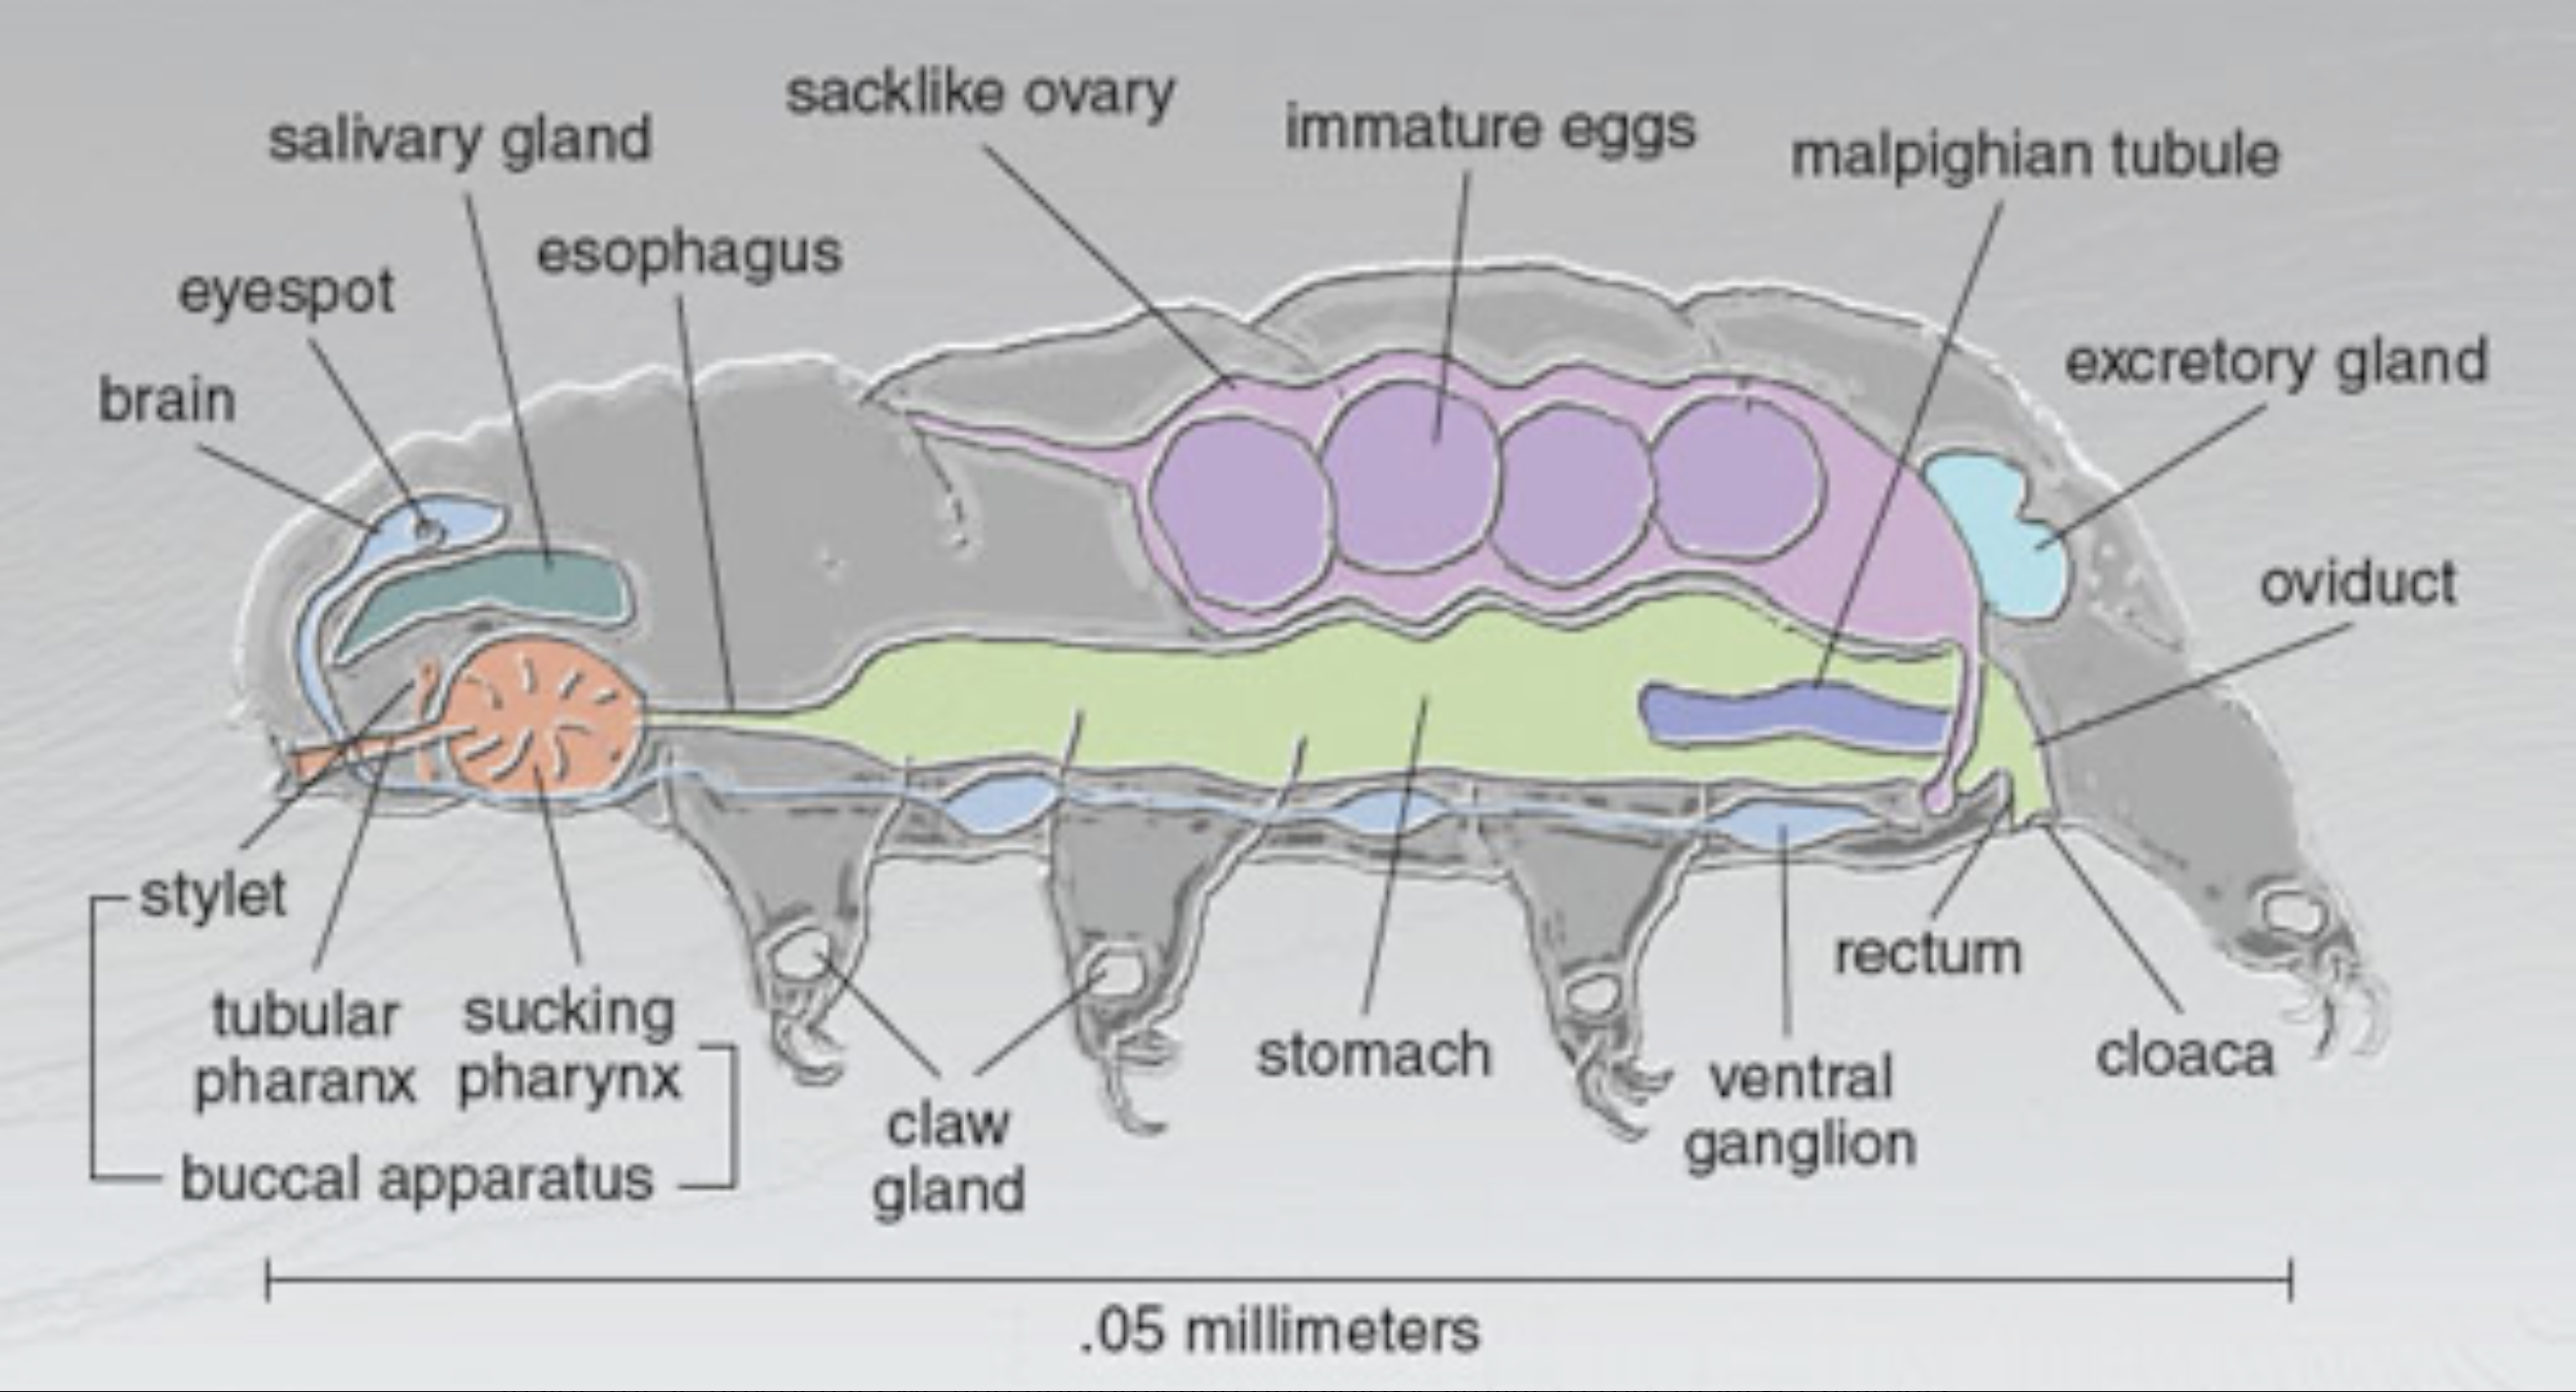 sacklike ovary
immature eggs
salivary gland
malpighian tubule
esophagus
eyespot
excretory gland
brain
oviduct
stylet
rectum
tubular
pharanx
sucking
pharynx
stomach
cloaca
ventral
ganglion
claw
gland
buccal apparatus
.05 millimeters